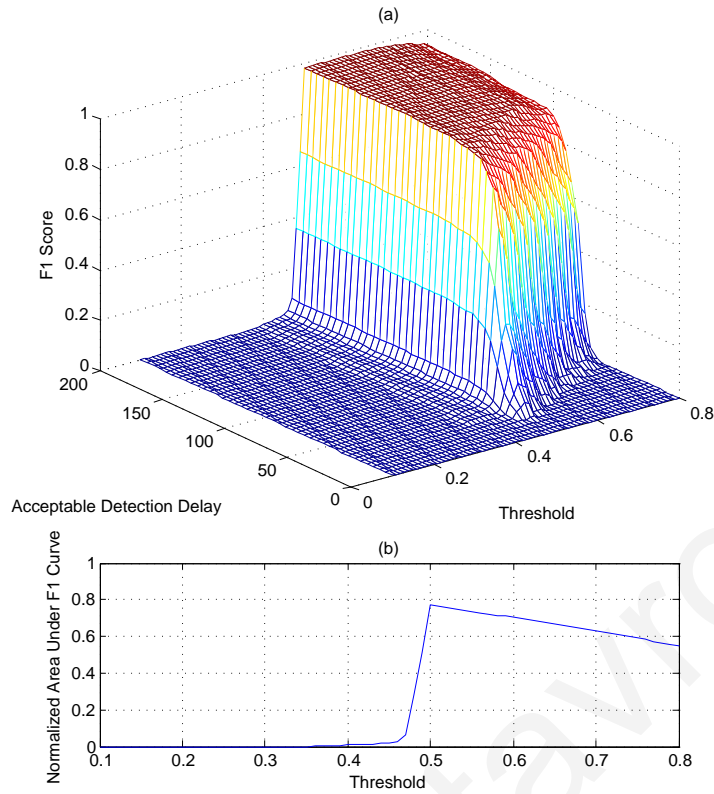 (a)
1
0.8
0.6
0.4
0.2
0
F1 Score
200
150
100
50
0
Acceptable Detection Delay
0
0.2
0.4
0.6
0.8
Threshold
(b)
1
0.8
0.6
0.4
0.2
0
Normalized Area Under F1 Curve
0.1 0.2 0.3 0.4 0.5 0.6 0.7 0.8
Threshold